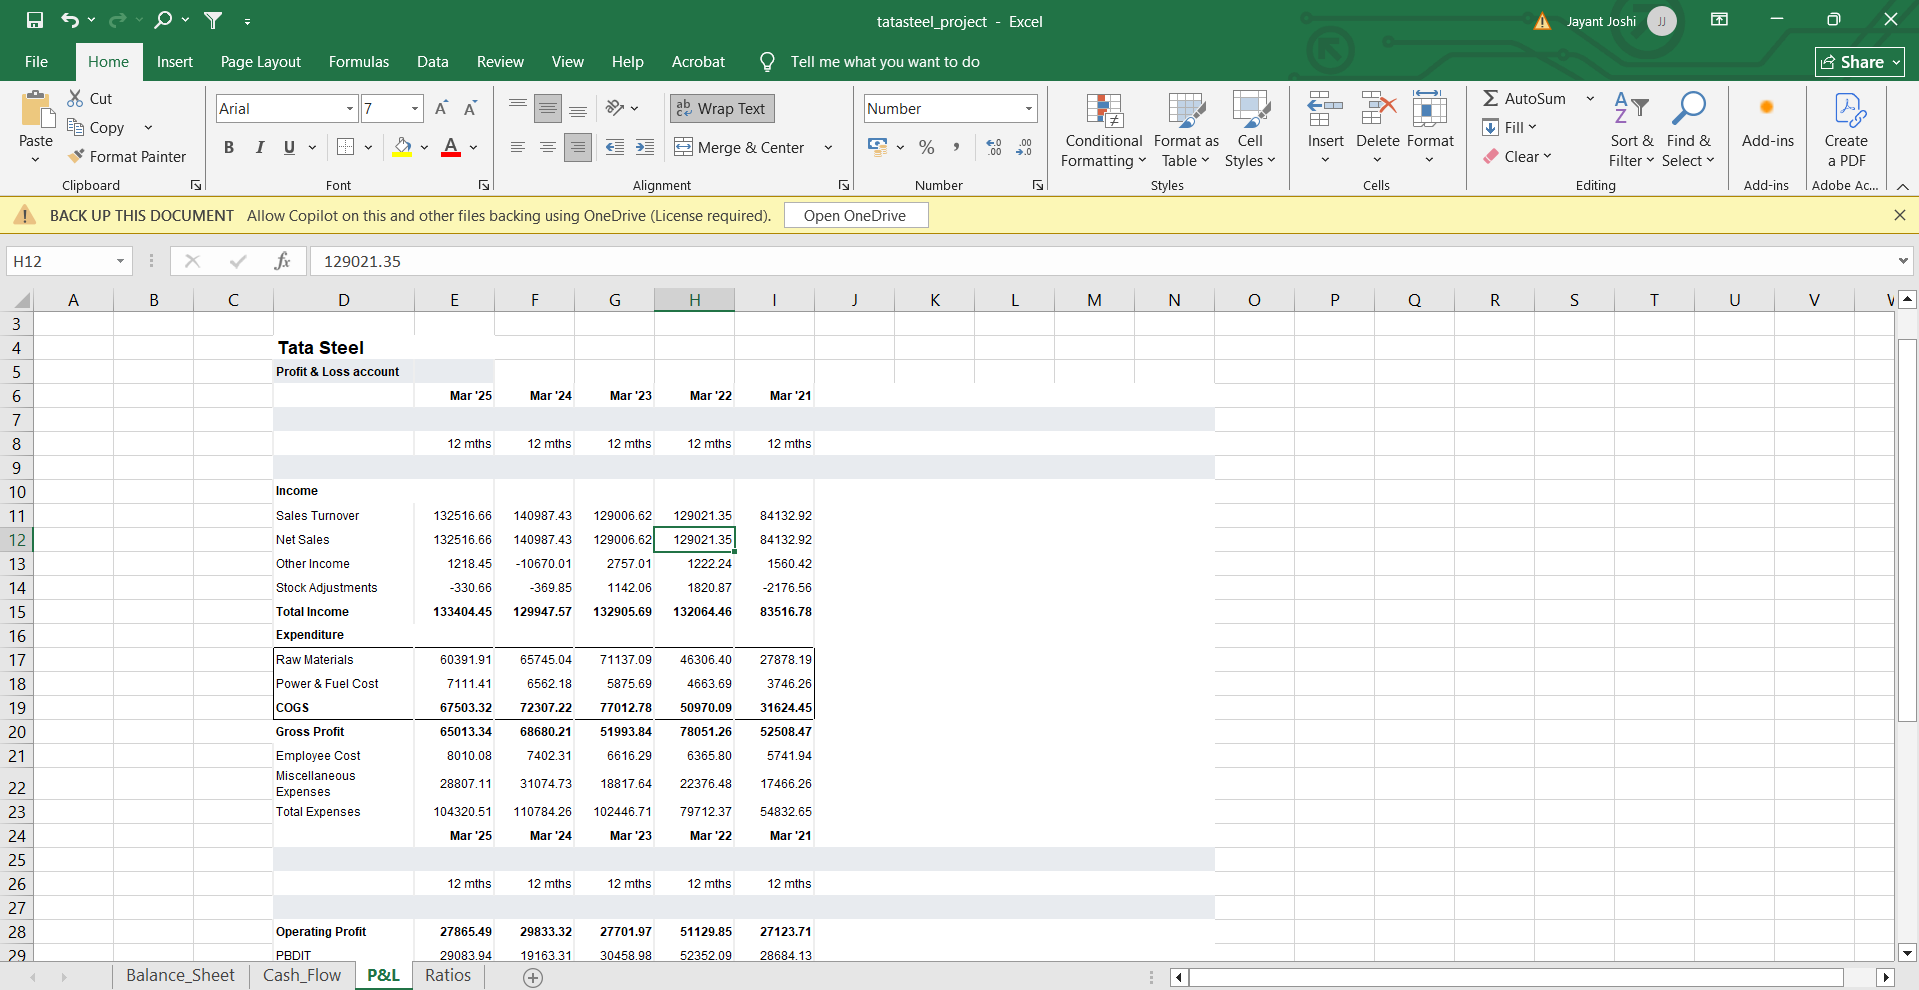 tatasteel_project - Excel
Jayant Joshi JJ
File Home Insert Page Layout Formulas Data Review View Help Acrobat Tell me what you want to do
Share
Paste
Cut
Copy
Format Painter
Clipboard
Arial 7
B I U
Font
ab Wrap Text
Merge & Center
Alignment
Number
% ,
Number
Conditional Formatting
Format as Table
Cell Styles
Styles
Insert Delete Format
Cells
AutoSum
Fill
Clear
Sort & Filter
Find & Select
Editing
Add-ins
Add-ins
Create a PDF
Adobe Ac...
BACK UP THIS DOCUMENT Allow Copilot on this and other files backing using OneDrive (License required). Open OneDrive
H12 fx 129021.35
A B C D E F G H I J K L M N O P Q R S T U V
3
4 Tata Steel
5 Profit & Loss account
6 Mar '25 Mar '24 Mar '23 Mar '22 Mar '21
7
8 12 mths 12 mths 12 mths 12 mths 12 mths
9
10 Income
11 Sales Turnover 132516.66 140987.43 129006.62 129021.35 84132.92
12 Net Sales 132516.66 140987.43 129006.62 129021.35 84132.92
13 Other Income 1218.45 -10670.01 2757.01 1222.24 1560.42
14 Stock Adjustments -330.66 -369.85 1142.06 1820.87 -2176.56
15 Total Income 133404.45 129947.57 132905.69 132064.46 83516.78
16 Expenditure
17 Raw Materials 60391.91 65745.04 71137.09 46306.40 27878.19
18 Power & Fuel Cost 7111.41 6562.18 5875.69 4663.69 3746.26
19 COGS 67503.32 72307.22 77012.78 50970.09 31624.45
20 Gross Profit 65013.34 68680.21 51993.84 78051.26 52508.47
21 Employee Cost 8010.08 7402.31 6616.29 6365.80 5741.94
22 Miscellaneous Expenses 28807.11 31074.73 18817.64 22376.48 17466.26
23 Total Expenses 104320.51 110784.26 102446.71 79712.37 54832.65
24 Mar '25 Mar '24 Mar '23 Mar '22 Mar '21
25
26 12 mths 12 mths 12 mths 12 mths 12 mths
27
28 Operating Profit 27865.49 29833.32 27701.97 51129.85 27123.71
29 PBDIT 29083.94 19163.31 30458.98 52352.09 28684.13
Balance_Sheet Cash_Flow P&L Ratios